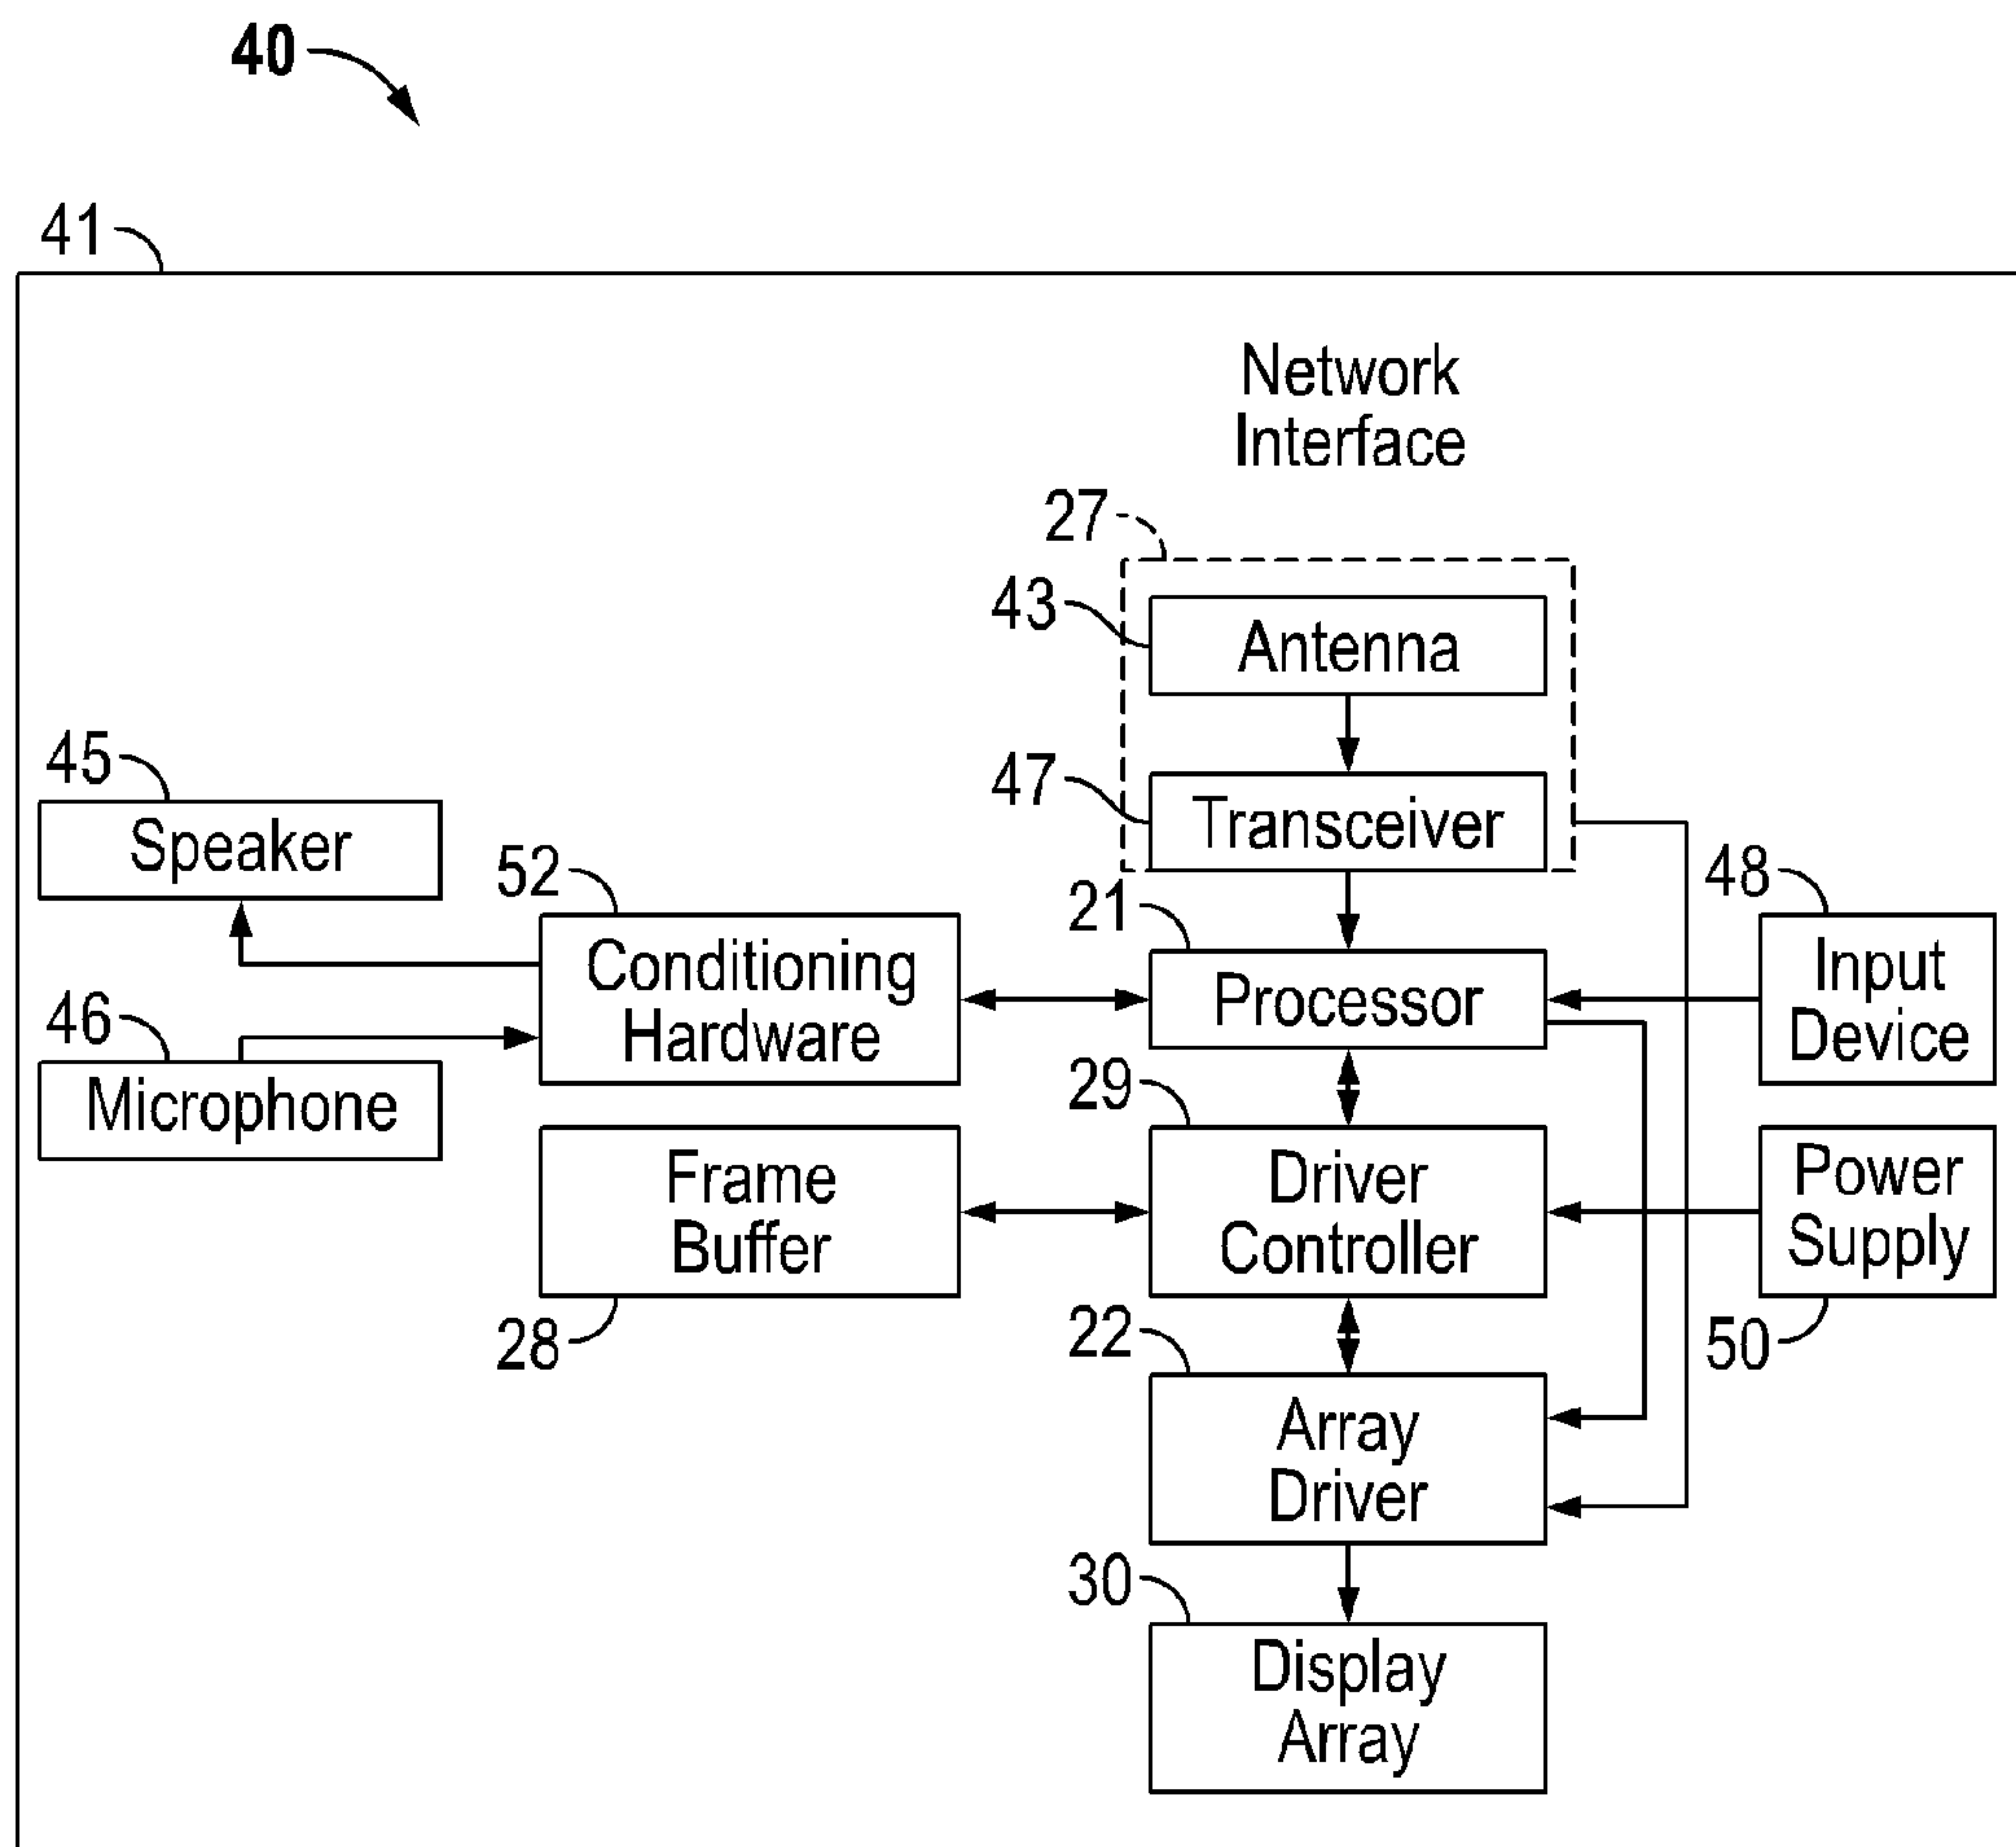 40
41
Network
Interface
27
43
Antenna
47
Transceiver
45
Speaker
52
Conditioning
Hardware
21
Processor
48
Input
Device
46
Microphone
29
Driver
Controller
Frame
Buffer
28
Power
Supply
50
22
Array
Driver
30
Display
Array